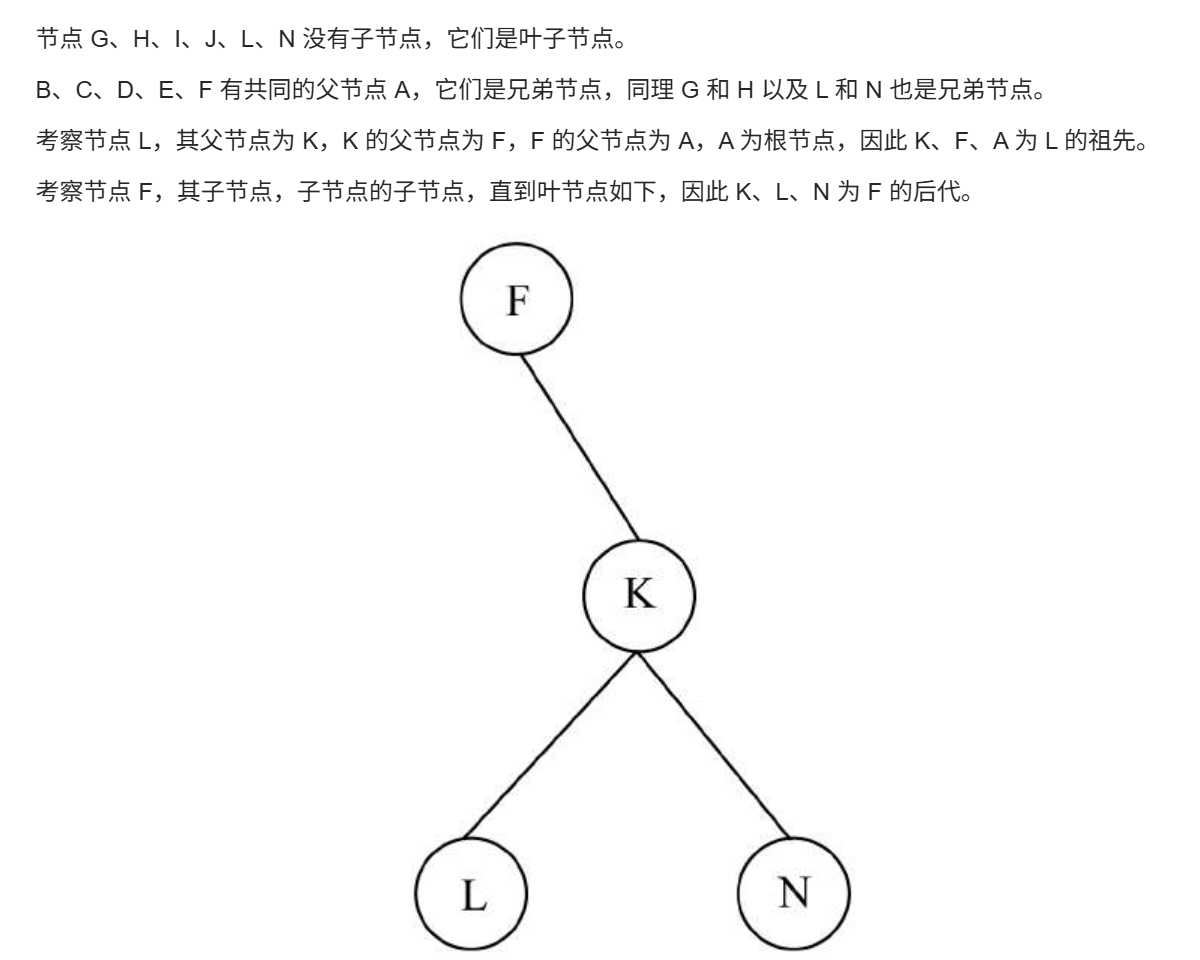 节点 G、H、I、J、L、N 没有子节点，它们是叶子节点。
B、C、D、E、F 有共同的父节点 A，它们是兄弟节点，同理 G 和 H 以及 L 和 N 也是兄弟节点。
考察节点 L，其父节点为 K，K 的父节点为 F，F 的父节点为 A，A 为根节点，因此 K、F、A 为 L 的祖先。
考察节点 F，其子节点，子节点的子节点，直到叶节点如下，因此 K、L、N 为 F 的后代。
F
K
L
N